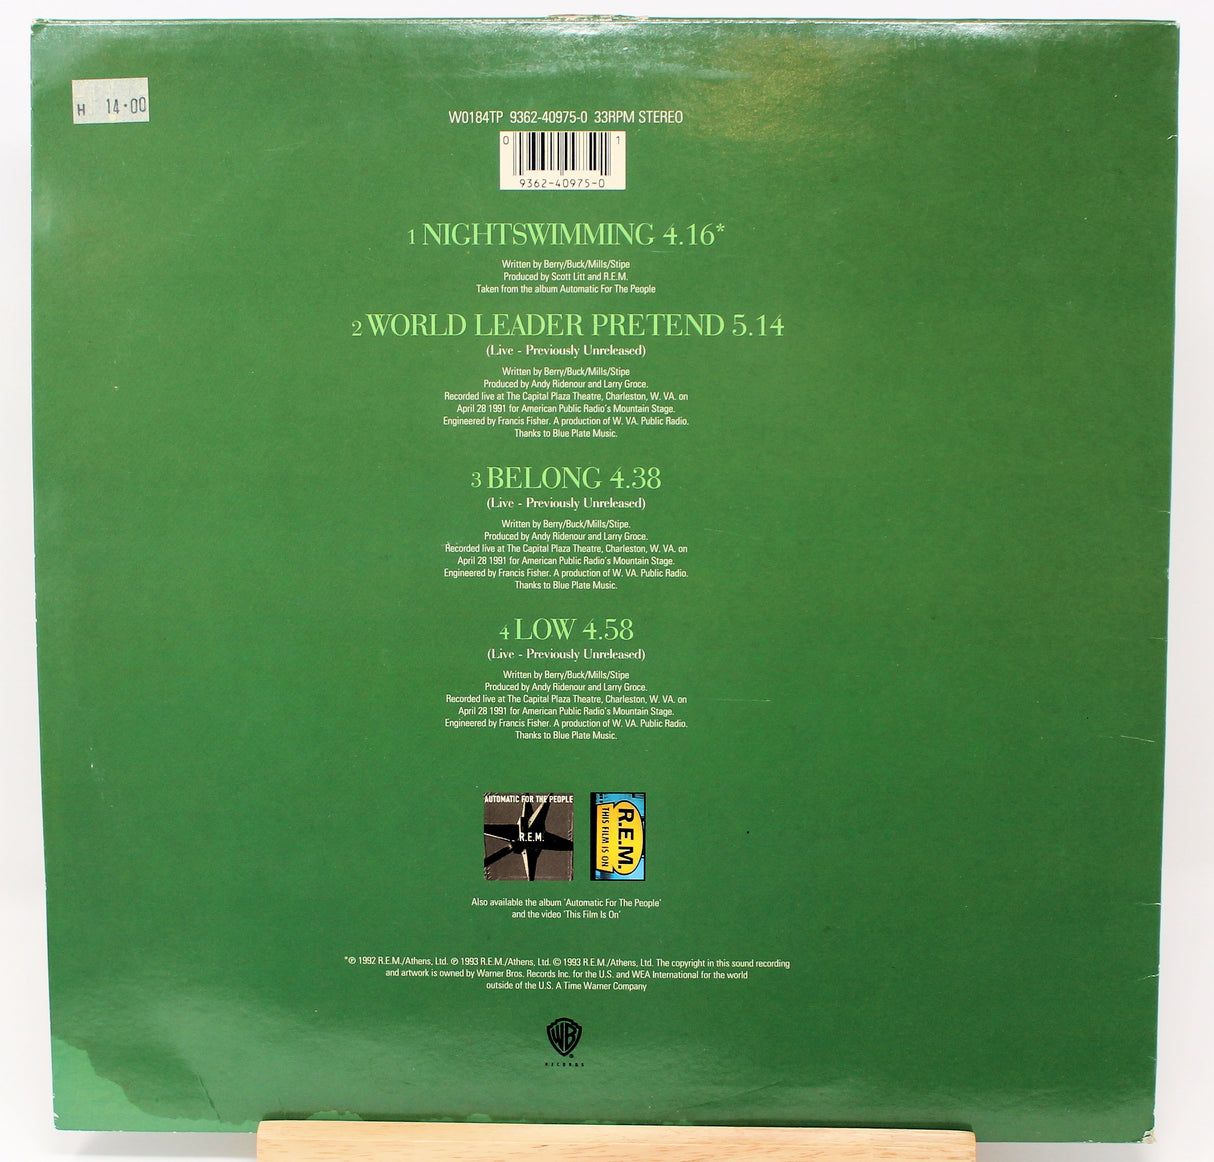 H 14·00
W0184TP 9362-40975-0 33RPM STEREO
0 1
9362-40975-0
1 NIGHTSWIMMING 4.16*
Written by Berry/Buck/Mills/Stipe
Produced by Scott Litt and R.E.M.
Taken from the album Automatic For The People
2 WORLD LEADER PRETEND 5.14
(Live - Previously Unreleased)
Written by Berry/Buck/Mills/Stipe
Produced by Andy Ridenour and Larry Groce.
Recorded live at The Capital Plaza Theatre, Charleston, W. VA. on
April 28 1991 for American Public Radio's Mountain Stage.
Engineered by Francis Fisher. A production of W. VA. Public Radio.
Thanks to Blue Plate Music.
3 BELONG 4.38
(Live - Previously Unreleased)
Written by Berry/Buck/Mills/Stipe.
Produced by Andy Ridenour and Larry Groce.
Recorded live at The Capital Plaza Theatre, Charleston, W. VA. on
April 28 1991 for American Public Radio's Mountain Stage.
Engineered by Francis Fisher. A production of W. VA. Public Radio.
Thanks to Blue Plate Music.
4 LOW 4.58
(Live - Previously Unreleased)
Written by Berry/Buck/Mills/Stipe
Produced by Andy Ridenour and Larry Groce.
Recorded live at The Capital Plaza Theatre, Charleston, W. VA. on
April 28 1991 for American Public Radio's Mountain Stage.
Engineered by Francis Fisher. A production of W. VA. Public Radio.
Thanks to Blue Plate Music.
AUTOMATIC FOR THE PEOPLE
R.E.M.
R.E.M.
THIS FILM IS ON
Also available the album 'Automatic For The People'
and the video 'This Film Is On'
*℗ 1992 R.E.M./Athens, Ltd. ℗ 1993 R.E.M./Athens, Ltd. © 1993 R.E.M./Athens, Ltd. The copyright in this sound recording
and artwork is owned by Warner Bros. Records Inc. for the U.S. and WEA International for the world
outside of the U.S. A Time Warner Company
WB
®
RECORDS